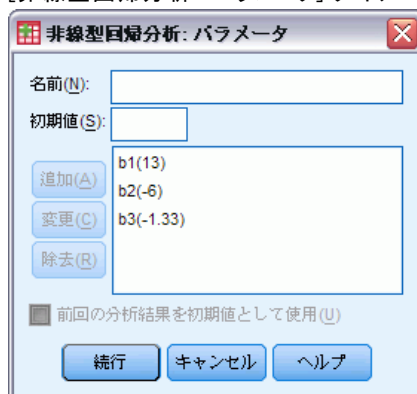 非線型回帰分析: パラメータ
名前(N):
初期値(S):
追加(A)
変更(C)
除去(R)
b1(13)
b2(-6)
b3(-1.33)
前回の分析結果を初期値として使用(U)
続行
キャンセル
ヘルプ